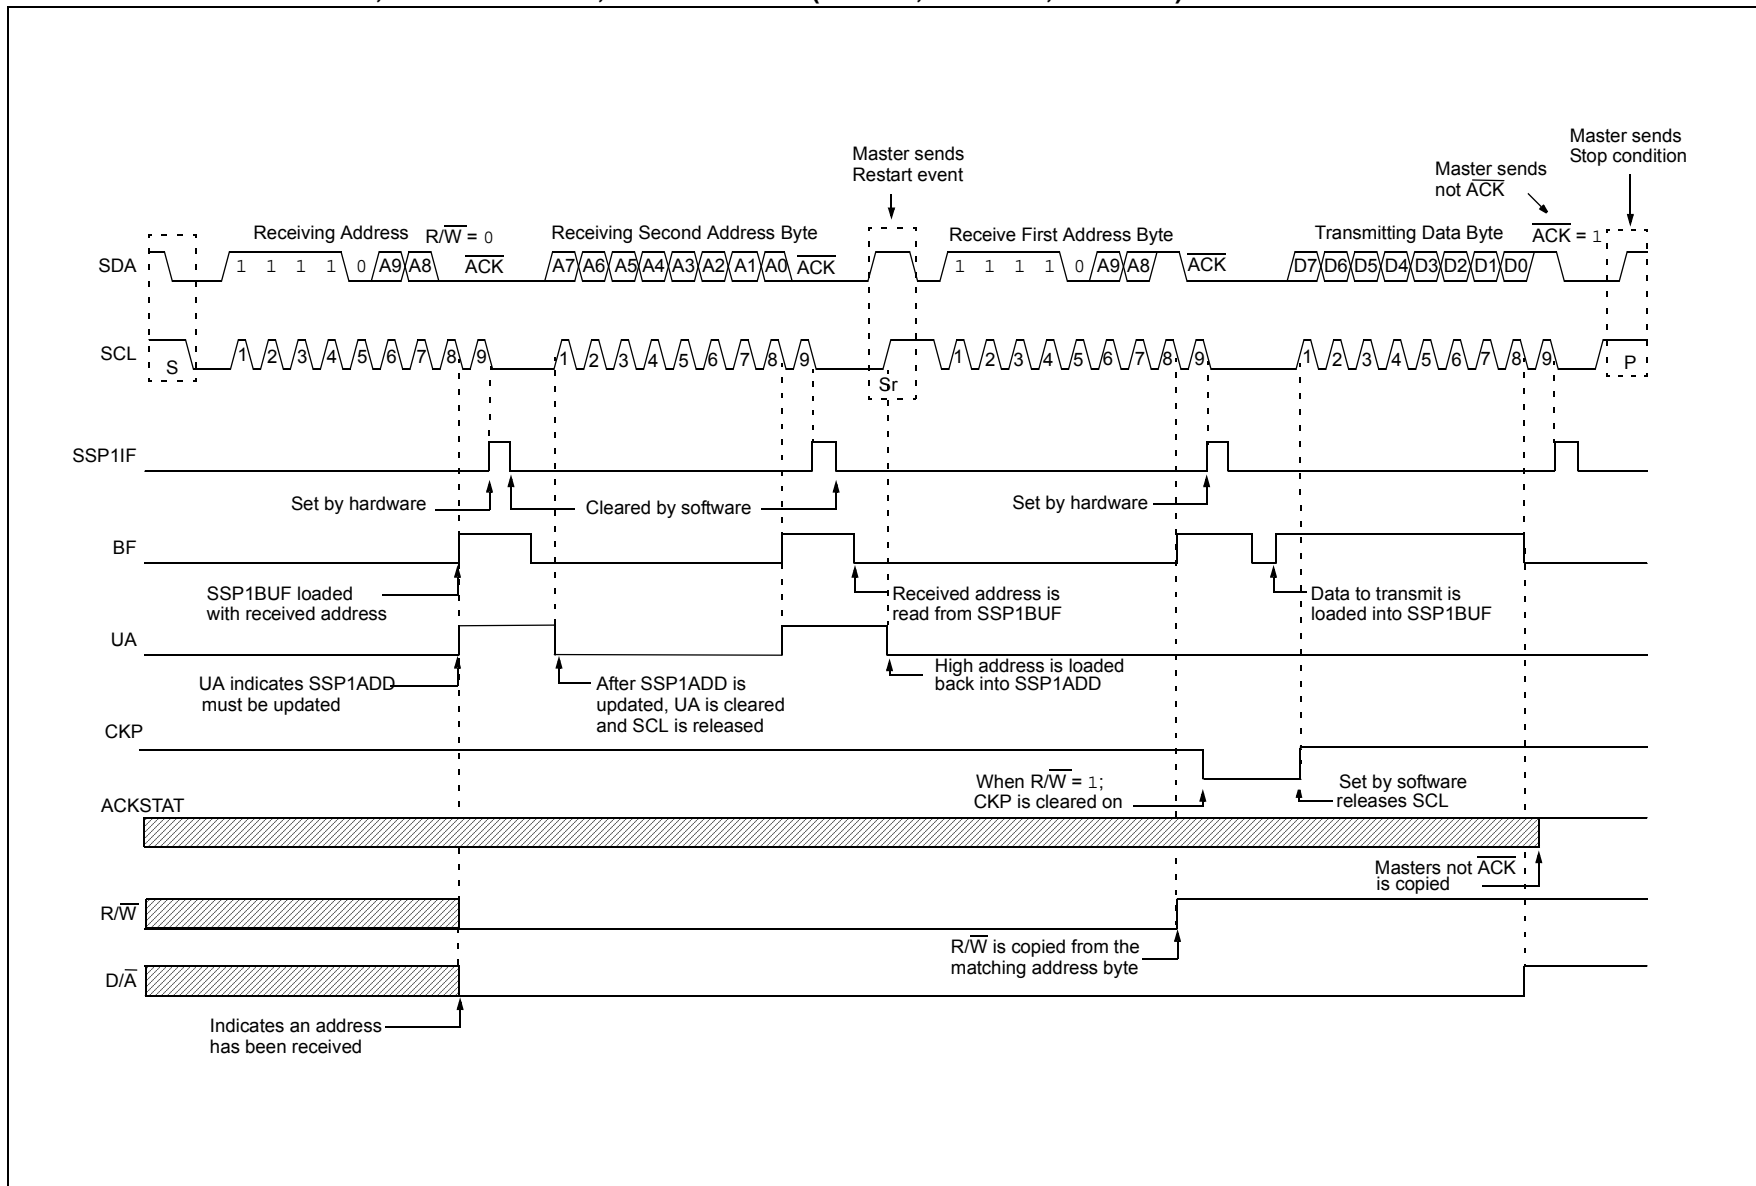 Master sends
Restart event
Master sends
not A̅C̅K̅
Master sends
Stop condition
Receiving Address R/W̅ = 0
Receiving Second Address Byte
Receive First Address Byte
Transmitting Data Byte
A̅C̅K̅ = 1
SDA
1 1 1 1 0 A9 A8 A̅C̅K̅
A7 A6 A5 A4 A3 A2 A1 A0 A̅C̅K̅
1 1 1 1 0 A9 A8 A̅C̅K̅
D7 D6 D5 D4 D3 D2 D1 D0
SCL
S
1 2 3 4 5 6 7 8 9
1 2 3 4 5 6 7 8 9
Sr
1 2 3 4 5 6 7 8 9
1 2 3 4 5 6 7 8 9
P
SSP1IF
Set by hardware
Cleared by software
Set by hardware
BF
SSP1BUF loaded
with received address
Received address is
read from SSP1BUF
Data to transmit is
loaded into SSP1BUF
UA
UA indicates SSP1ADD
must be updated
After SSP1ADD is
updated, UA is cleared
and SCL is released
High address is loaded
back into SSP1ADD
CKP
When R/W̅ = 1;
CKP is cleared on
Set by software
releases SCL
ACKSTAT
Masters not A̅C̅K̅
is copied
R/W̅
R/W̅ is copied from the
matching address byte
D/A̅
Indicates an address
has been received